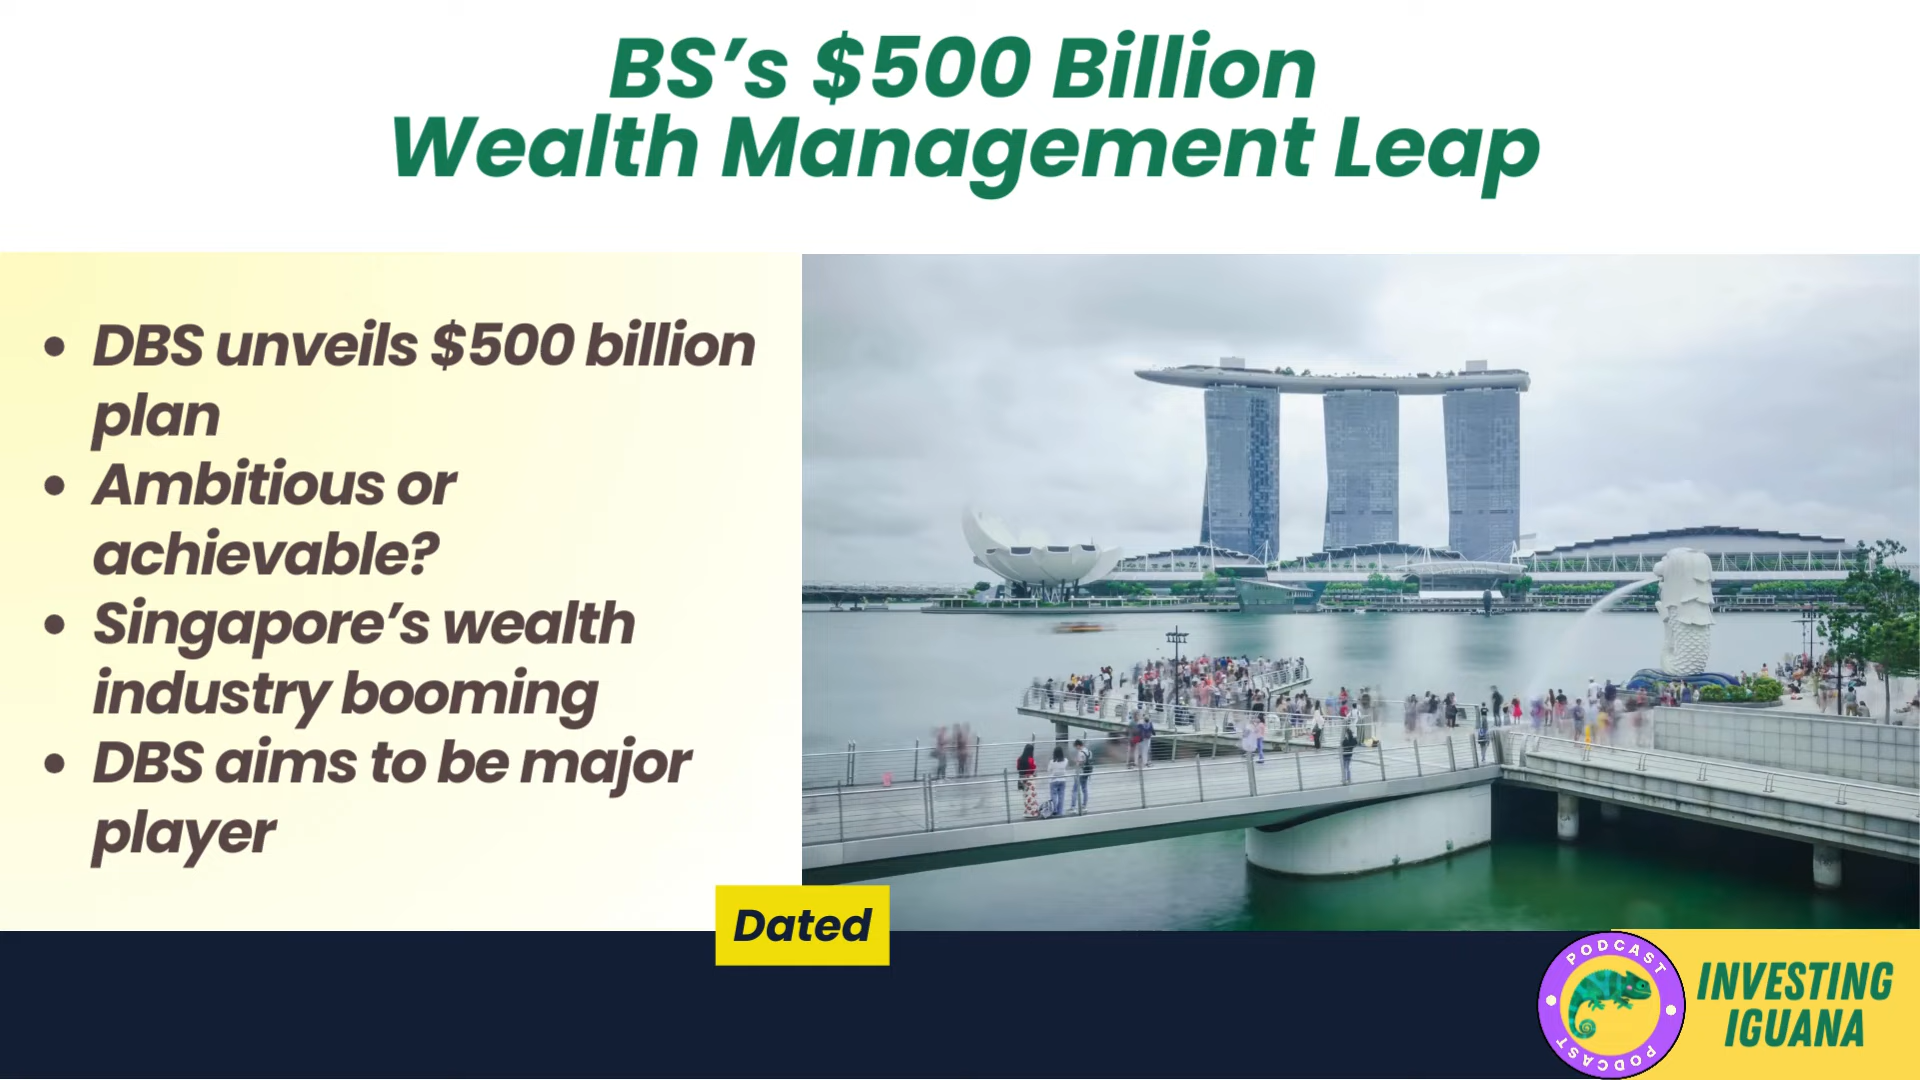 BS’s $500 Billion
Wealth Management Leap
• DBS unveils $500 billion
plan
• Ambitious or
achievable?
• Singapore’s wealth
industry booming
• DBS aims to be major
player
Dated
PODCAST
PODCAST
INVESTING
IGUANA